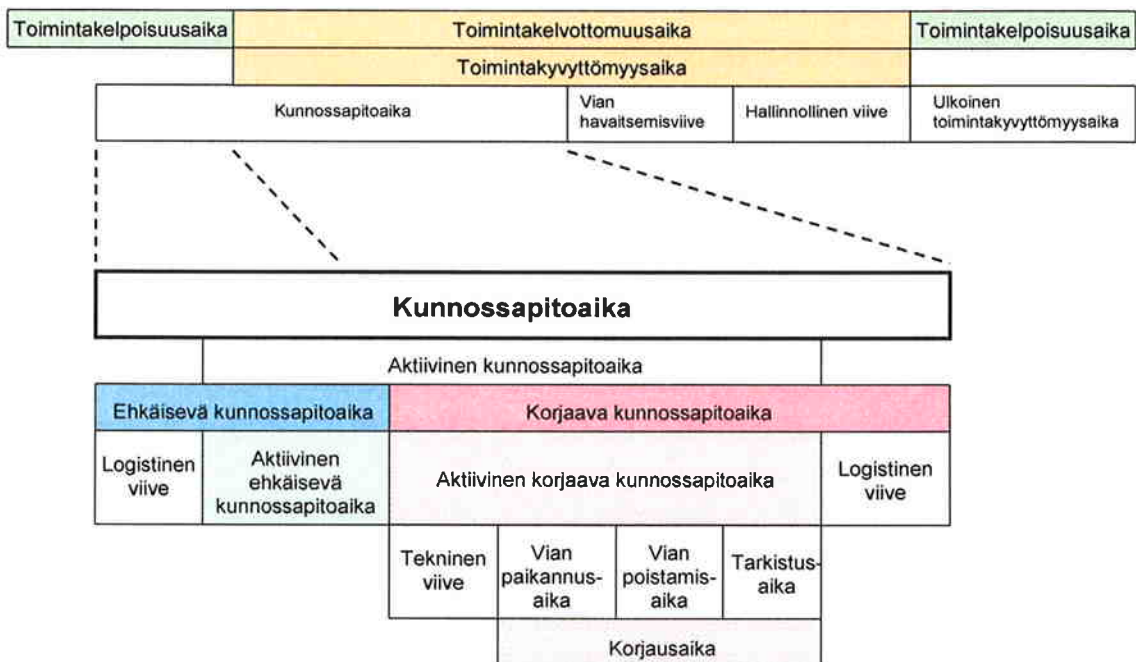 Toimintakelpoisuusaika
Toimintakelvottomuusaika
Toimintakelpoisuusaika
Toimintakyvyttömyysaika
Kunnossapitoaika
Vian
havaitsemisviive
Hallinnollinen viive
Ulkoinen
toimintakyvyttömyysaika
Kunnossapitoaika
Aktiivinen kunnossapitoaika
Ehkäisevä kunnossapitoaika
Korjaava kunnossapitoaika
Logistinen
viive
Aktiivinen
ehkäisevä
kunnossapitoaika
Aktiivinen korjaava kunnossapitoaika
Logistinen
viive
Tekninen
viive
Vian
paikannus-
aika
Vian
poistamis-
aika
Tarkistus-
aika
Korjausaika